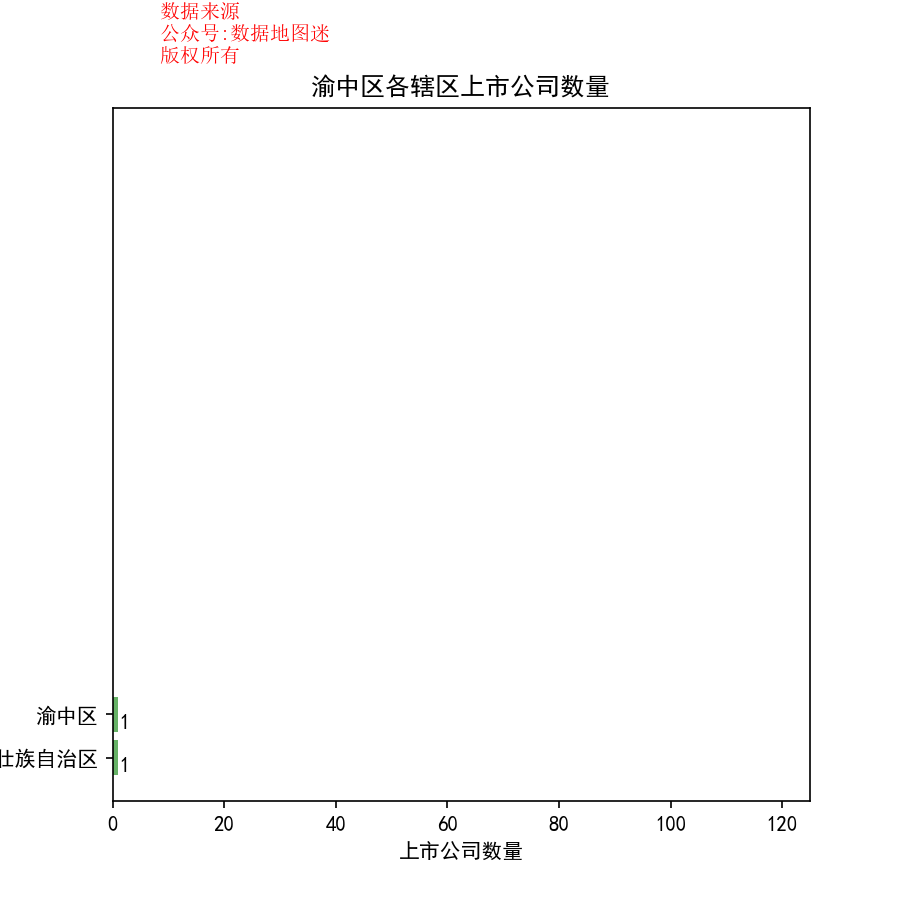 数据来源
公众号:数据地图迷
版权所有
渝中区各辖区上市公司数量
渝中区
1
壮族自治区
1
0 20 40 60 80 100 120
上市公司数量